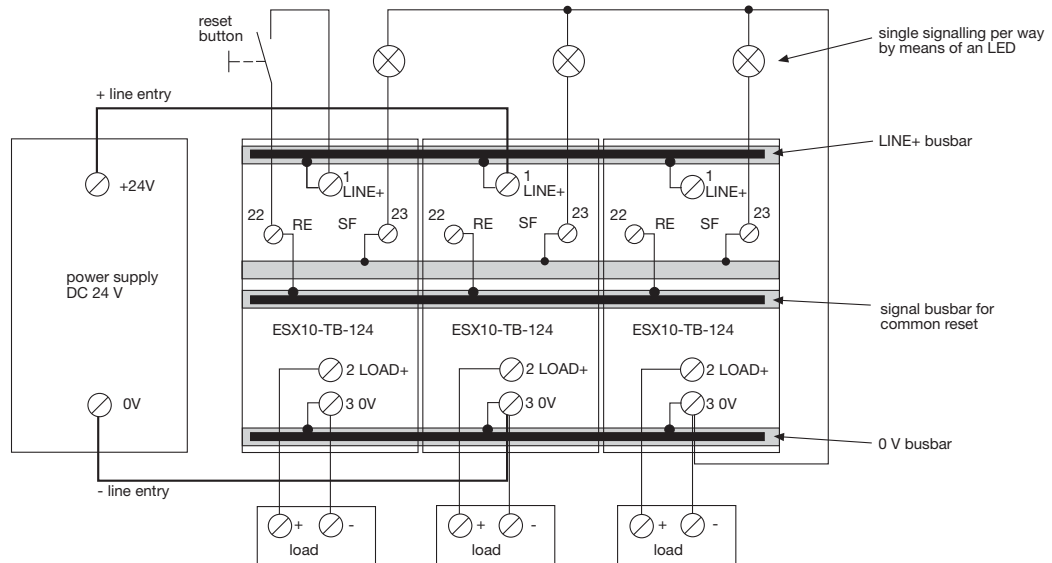 reset
button
single signalling per way
by means of an LED
+ line entry
LINE+ busbar
+24V
1
LINE+
1
LINE+
1
LINE+
22
RE
SF
23
22
RE
SF
23
22
RE
SF
23
power supply
DC 24 V
signal busbar for
common reset
ESX10-TB-124
ESX10-TB-124
ESX10-TB-124
2 LOAD+
2 LOAD+
2 LOAD+
0V
3 0V
3 0V
3 0V
0 V busbar
- line entry
+ -
load
+ -
load
+ -
load